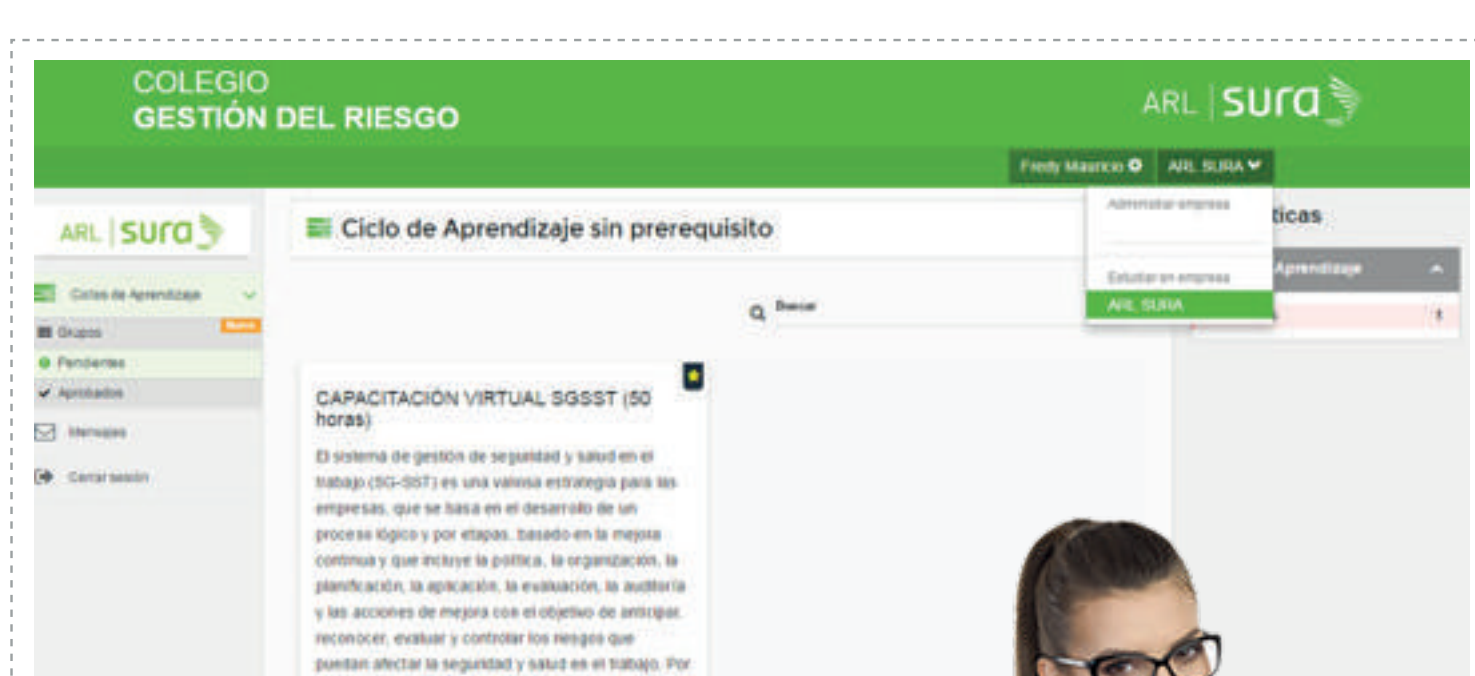 COLEGIO
GESTIÓN DEL RIESGO
ARL sura
Fredy Mauricio ARL SURA
Administrar empresa
Estudiar en empresa
ARL SURA
ticas
Aprendizaje
1
ARL sura
Ciclos de Aprendizaje
Grupos Nuevo
Pendientes
Aprobados
Mensajes
Cerrar sesión
Ciclo de Aprendizaje sin prerequisito
Buscar
CAPACITACIÓN VIRTUAL SGSST (50
horas)
El sistema de gestión de seguridad y salud en el
trabajo (SG-SST) es una valiosa estrategia para las
empresas, que se basa en el desarrollo de un
proceso lógico y por etapas, basado en la mejora
continua y que incluye la política, la organización, la
planificación, la aplicación, la evaluación, la auditoría
y las acciones de mejora con el objetivo de anticipar,
reconocer, evaluar y controlar los riesgos que
puedan afectar la seguridad y salud en el trabajo. Por